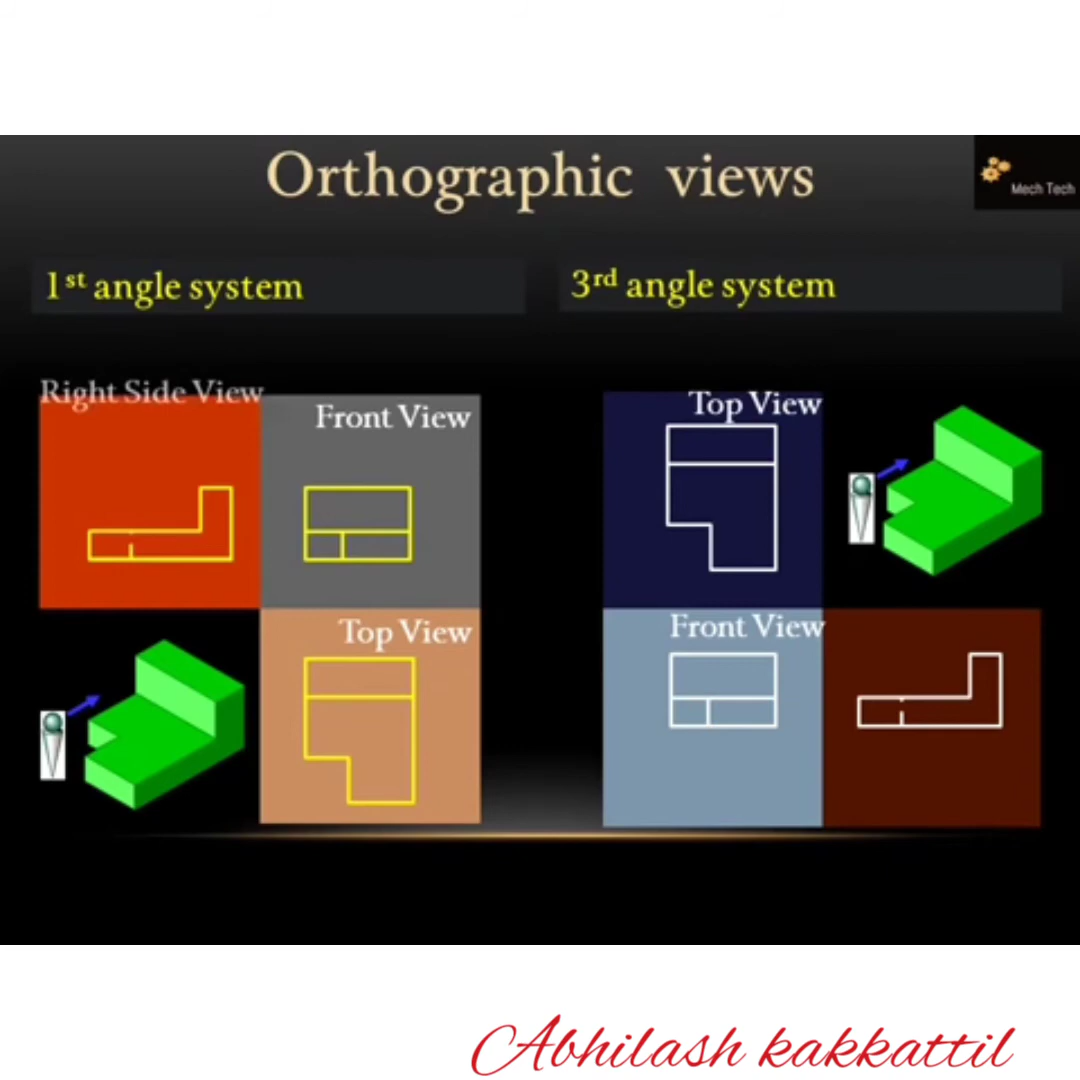 Orthographic views
Mech Tech
1st angle system
3rd angle system
Right Side View
Front View
Top View
Top View
Front View
Abhilash kakkattil